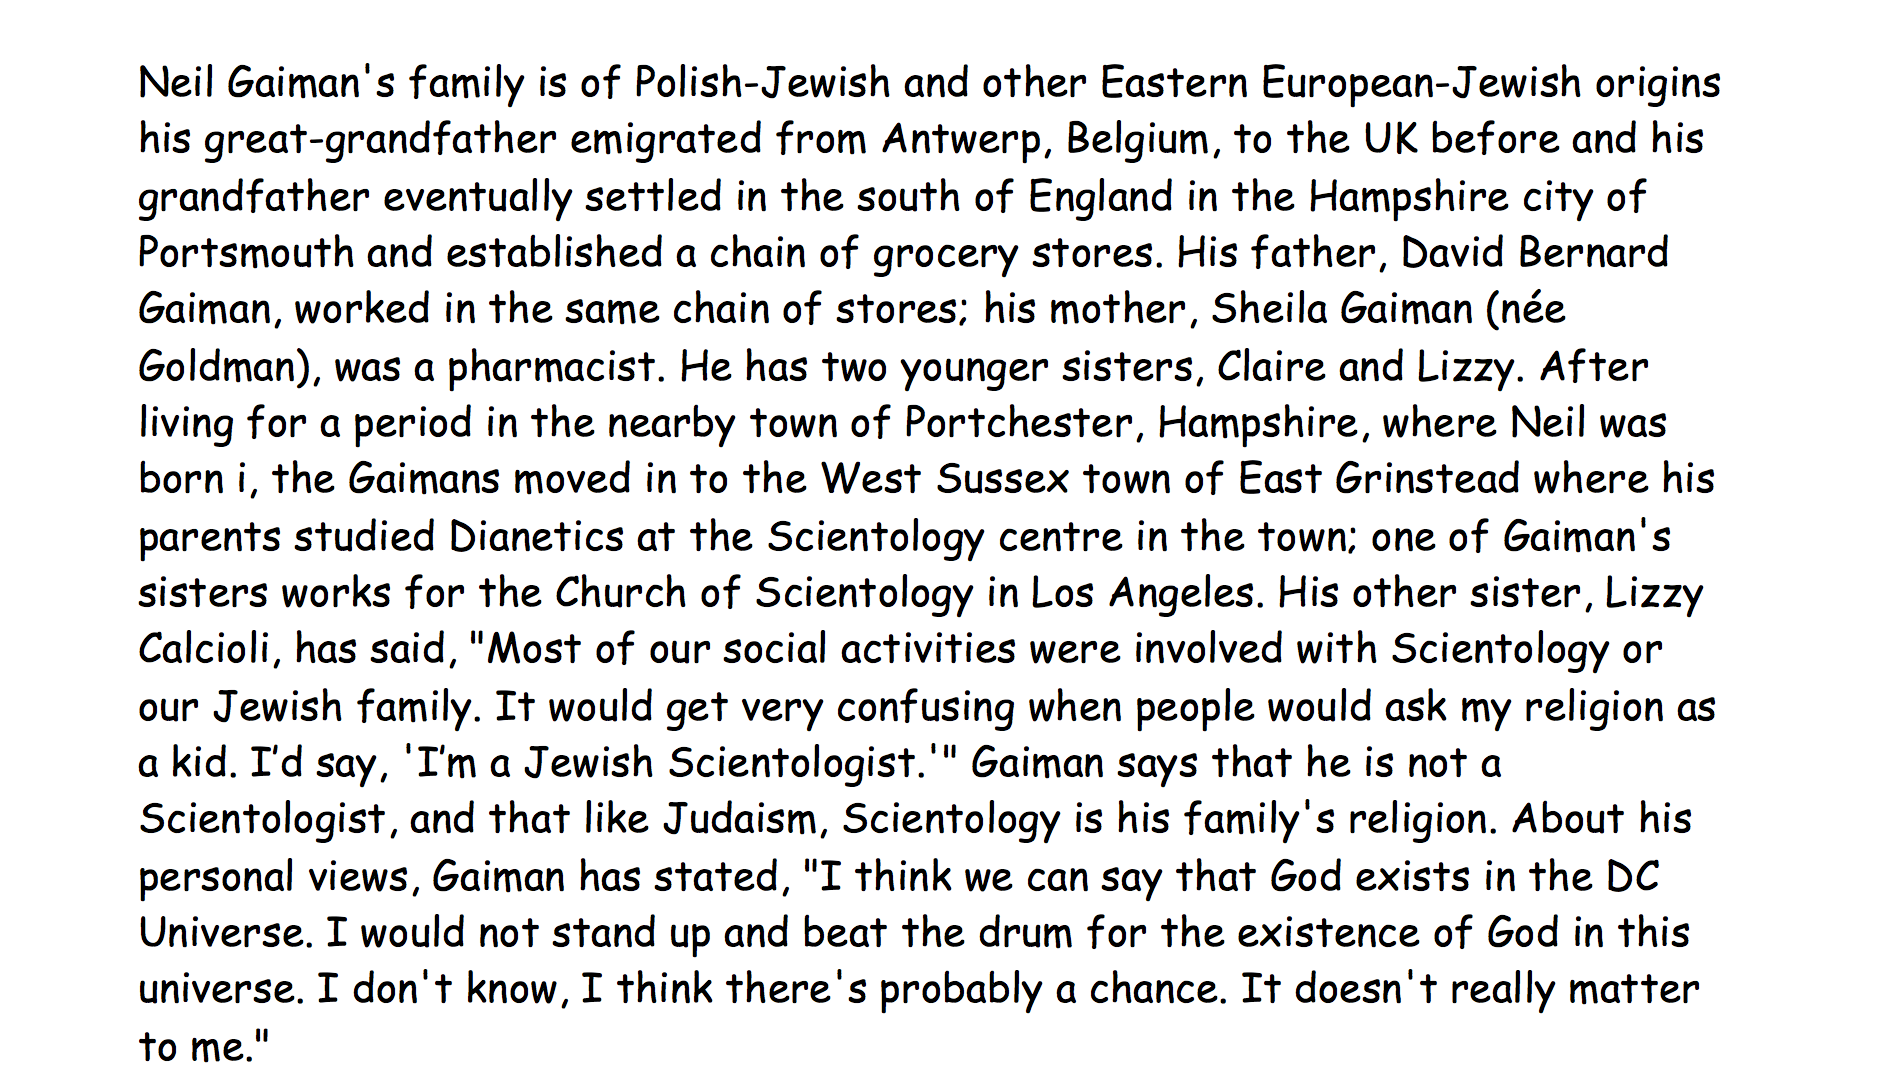 Neil Gaiman's family is of Polish-Jewish and other Eastern European-Jewish origins
his great-grandfather emigrated from Antwerp, Belgium, to the UK before and his
grandfather eventually settled in the south of England in the Hampshire city of
Portsmouth and established a chain of grocery stores. His father, David Bernard
Gaiman, worked in the same chain of stores; his mother, Sheila Gaiman (née
Goldman), was a pharmacist. He has two younger sisters, Claire and Lizzy. After
living for a period in the nearby town of Portchester, Hampshire, where Neil was
born i, the Gaimans moved in to the West Sussex town of East Grinstead where his
parents studied Dianetics at the Scientology centre in the town; one of Gaiman's
sisters works for the Church of Scientology in Los Angeles. His other sister, Lizzy
Calcioli, has said, "Most of our social activities were involved with Scientology or
our Jewish family. It would get very confusing when people would ask my religion as
a kid. I’d say, 'I’m a Jewish Scientologist.'" Gaiman says that he is not a
Scientologist, and that like Judaism, Scientology is his family's religion. About his
personal views, Gaiman has stated, "I think we can say that God exists in the DC
Universe. I would not stand up and beat the drum for the existence of God in this
universe. I don't know, I think there's probably a chance. It doesn't really matter
to me."